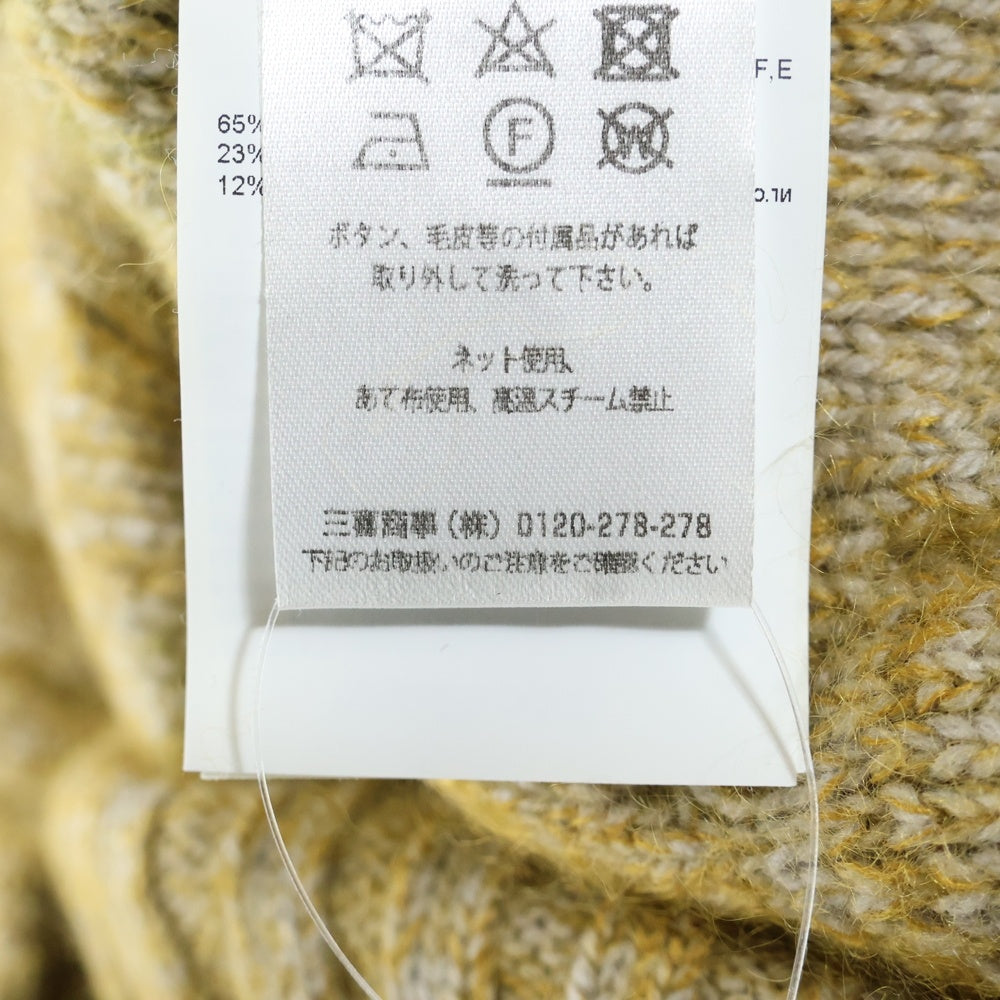 F,E
65%
23%
12%
F
W
ボタン、毛皮等の付属品があれば
取り外して洗って下さい。
ネット使用、
あて布使用、高温スチーム禁止
三喜商事（株）0120-278-278
下記のお取扱いのご注意をご確認ください